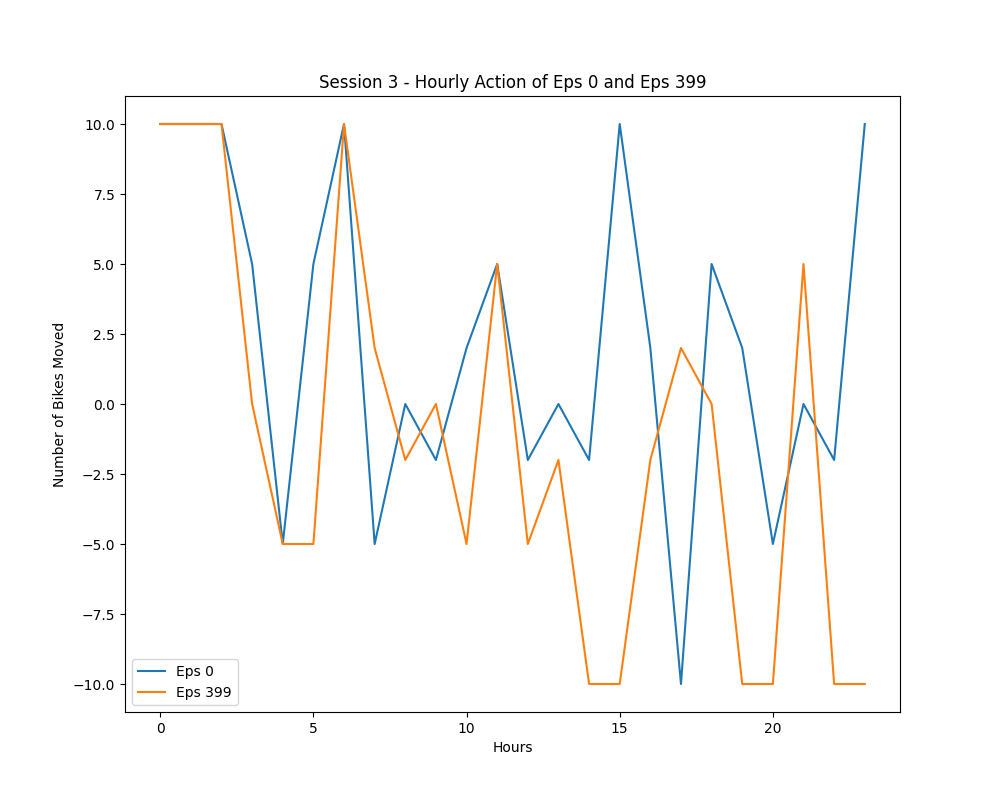 Session 3 - Hourly Action of Eps 0 and Eps 399
10.0
7.5
5.0
2.5
0.0
−2.5
−5.0
−7.5
−10.0
Number of Bikes Moved
Eps 0
Eps 399
0 5 10 15 20
Hours